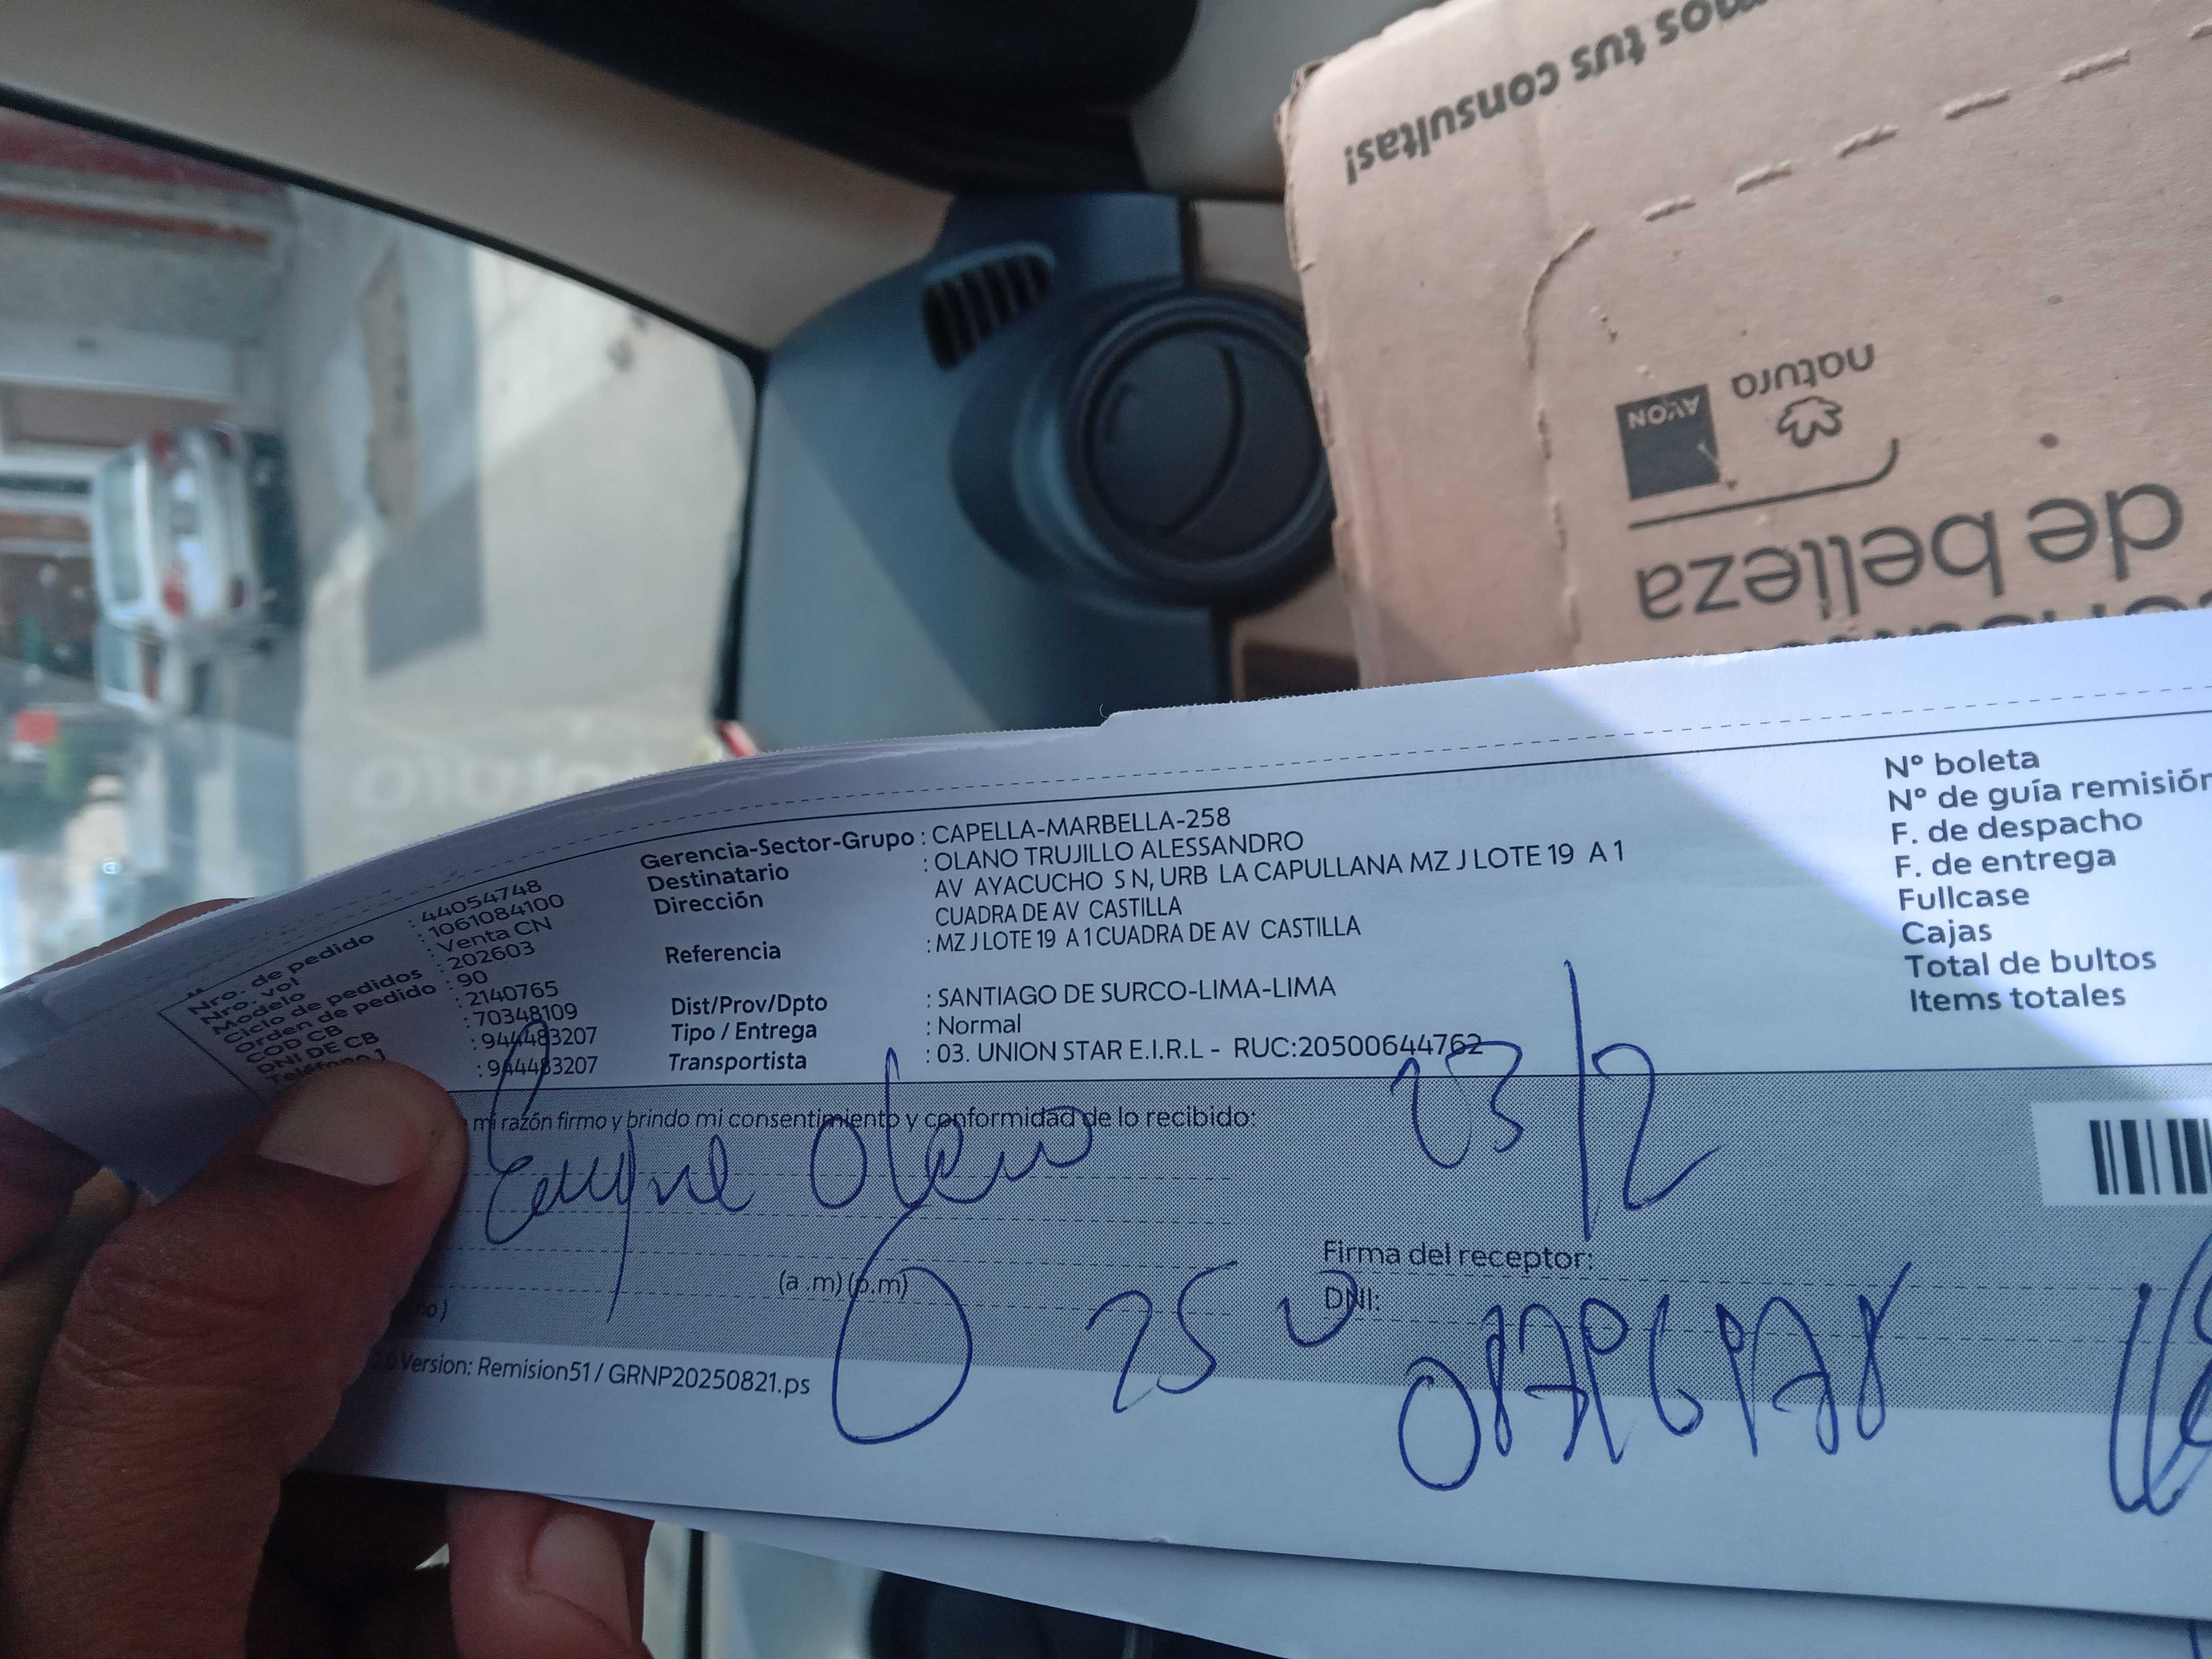 mos tus consultas!
natura
AVON
de belleza
Nro. de pedido : 44054748
Nro. vol : 1061084100
Modelo : Venta CN
Ciclo de pedidos : 202603
Orden de pedido : 90
COD CB : 2140765
DNI DE CB : 70348109
Teléfono 1 : 944483207
: 944483207
Gerencia-Sector-Grupo : CAPELLA-MARBELLA-258
Destinatario : OLANO TRUJILLO ALESSANDRO
Dirección AV AYACUCHO S N, URB LA CAPULLANA MZ J LOTE 19 A 1
CUADRA DE AV CASTILLA
Referencia : MZ J LOTE 19 A 1 CUADRA DE AV CASTILLA
Dist/Prov/Dpto : SANTIAGO DE SURCO-LIMA-LIMA
Tipo / Entrega : Normal
Transportista : 03. UNION STAR E.I.R.L - RUC:20500644762
N° boleta
N° de guía remisión
F. de despacho
F. de entrega
Fullcase
Cajas
Total de bultos
Items totales
mi razón firmo y brindo mi consentimiento y conformidad de lo recibido:
Olano 23/2
(a .m) (p.m)
Firma del receptor:
DNI:
Version: Remision51 / GRNP20250821.ps